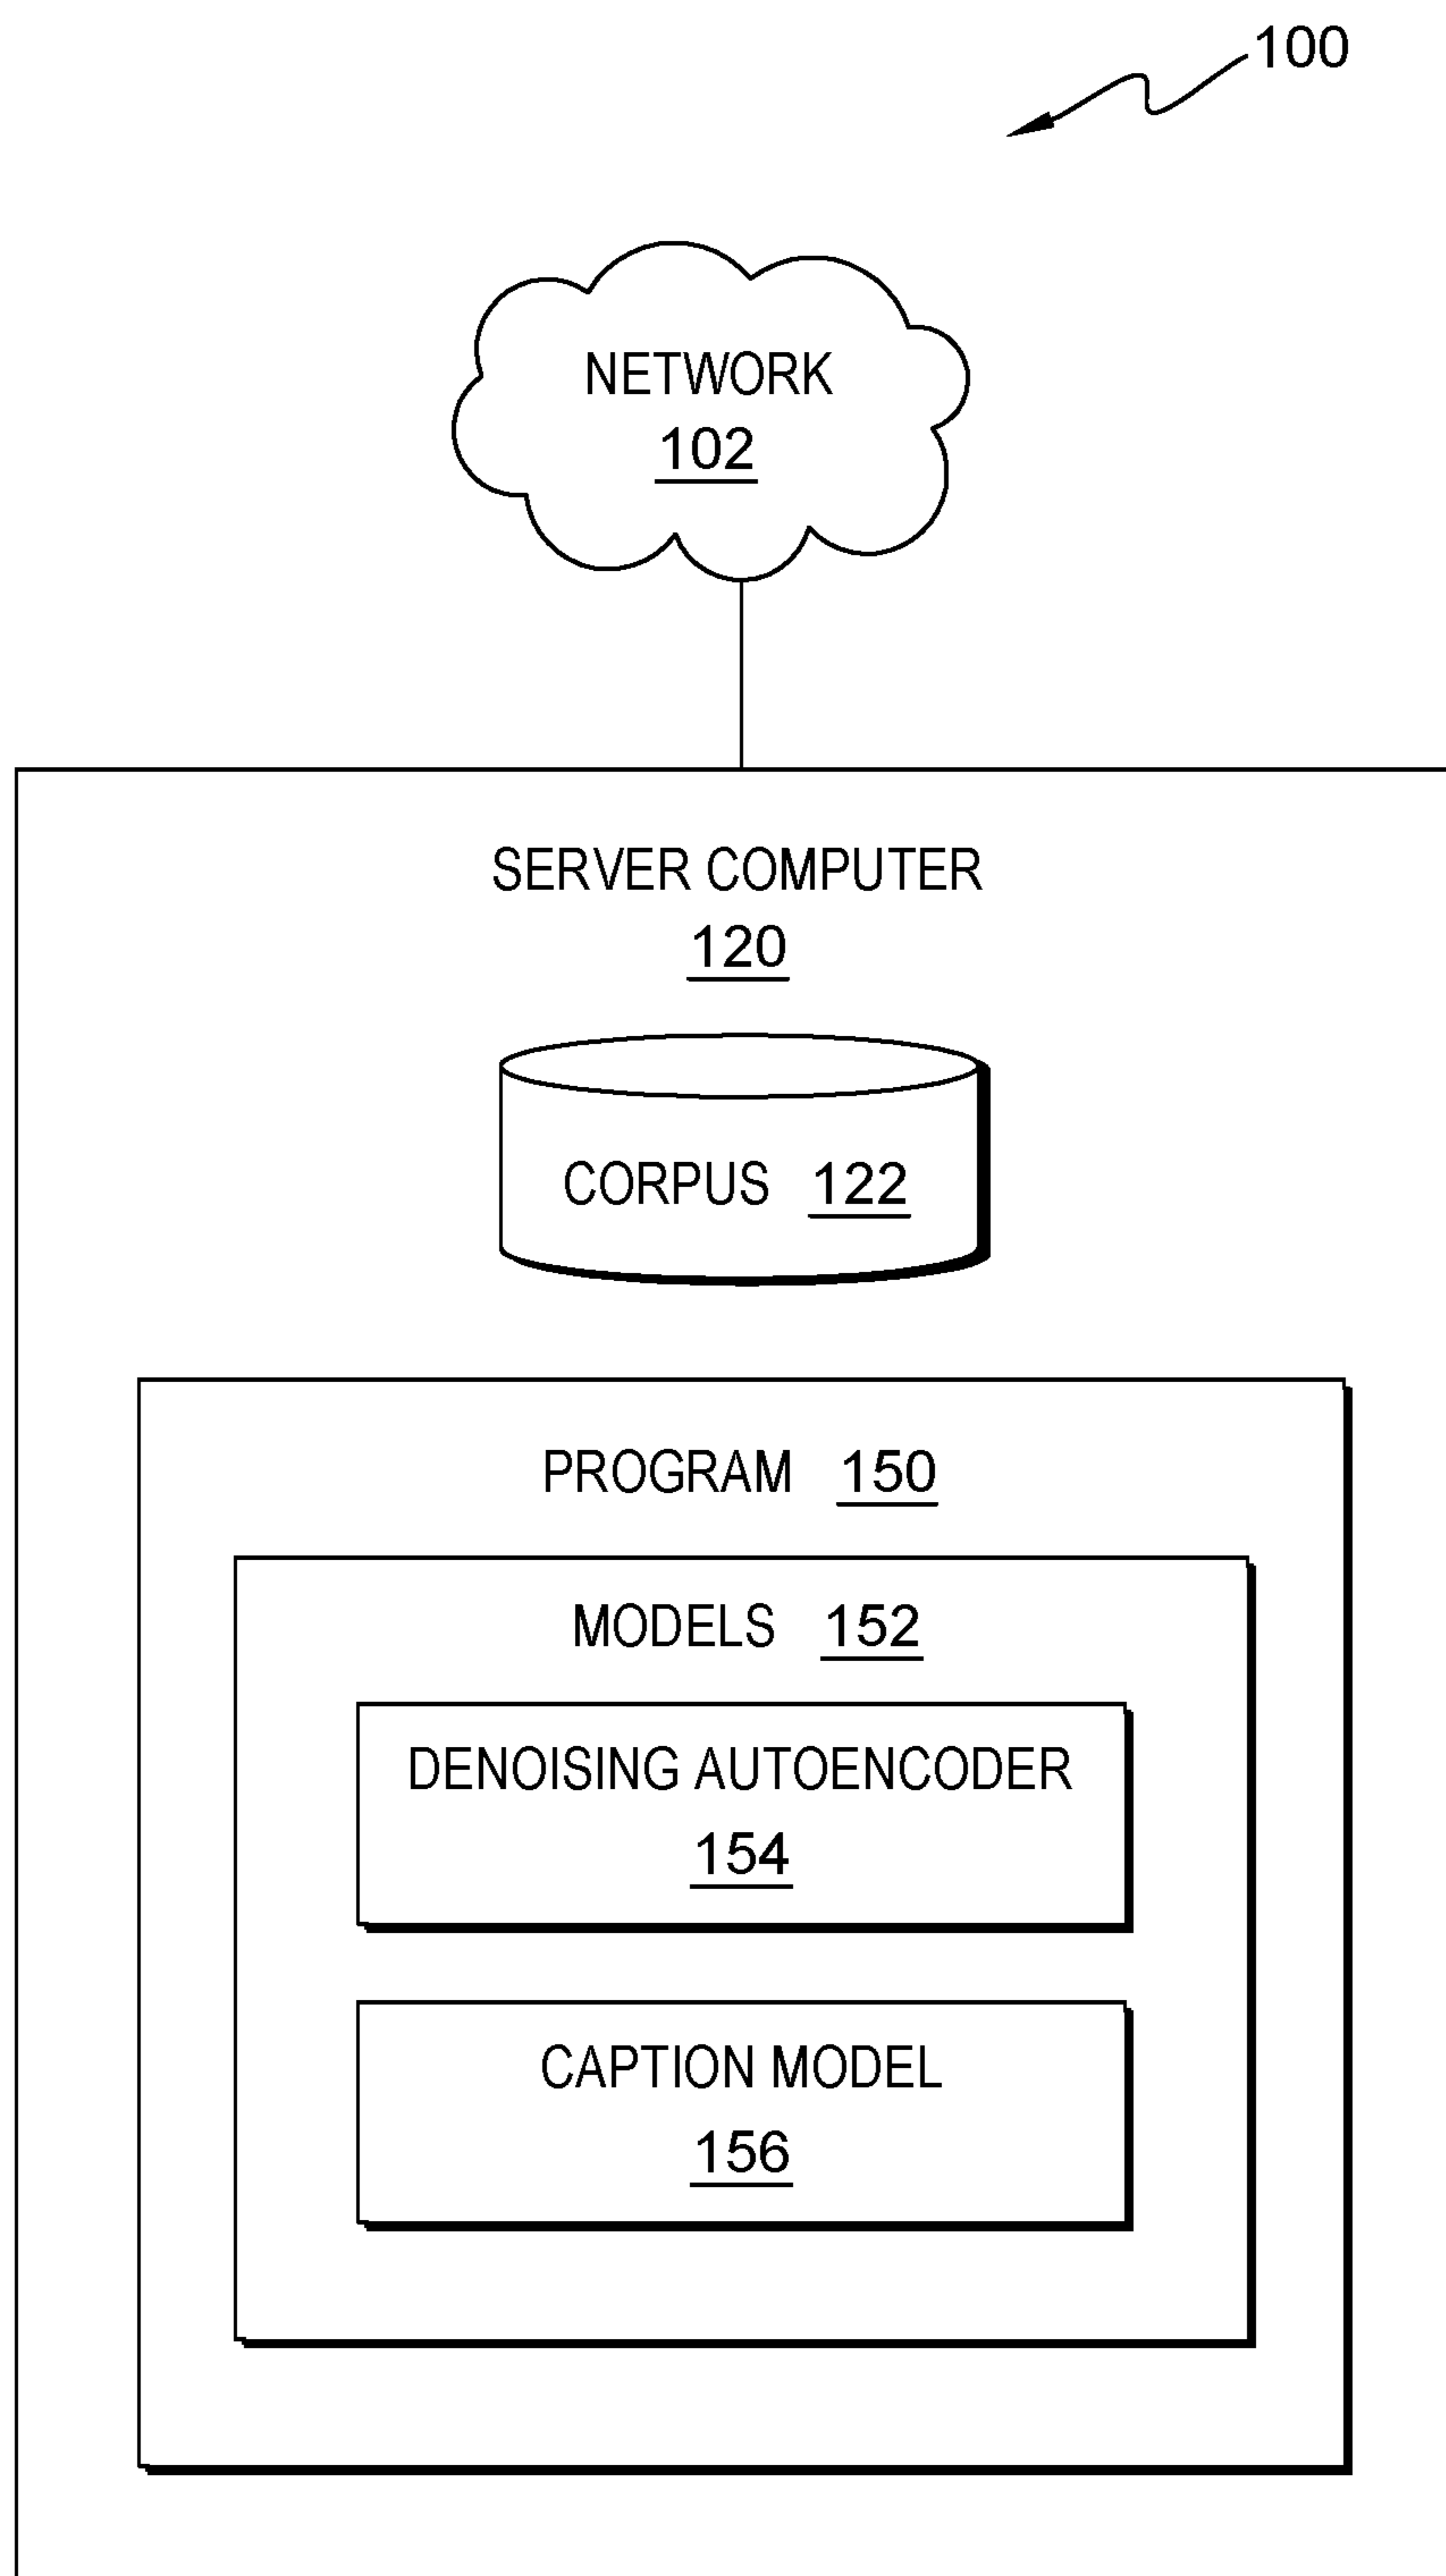 100
NETWORK
102
SERVER COMPUTER
120
CORPUS 122
PROGRAM 150
MODELS 152
DENOISING AUTOENCODER
154
CAPTION MODEL
156